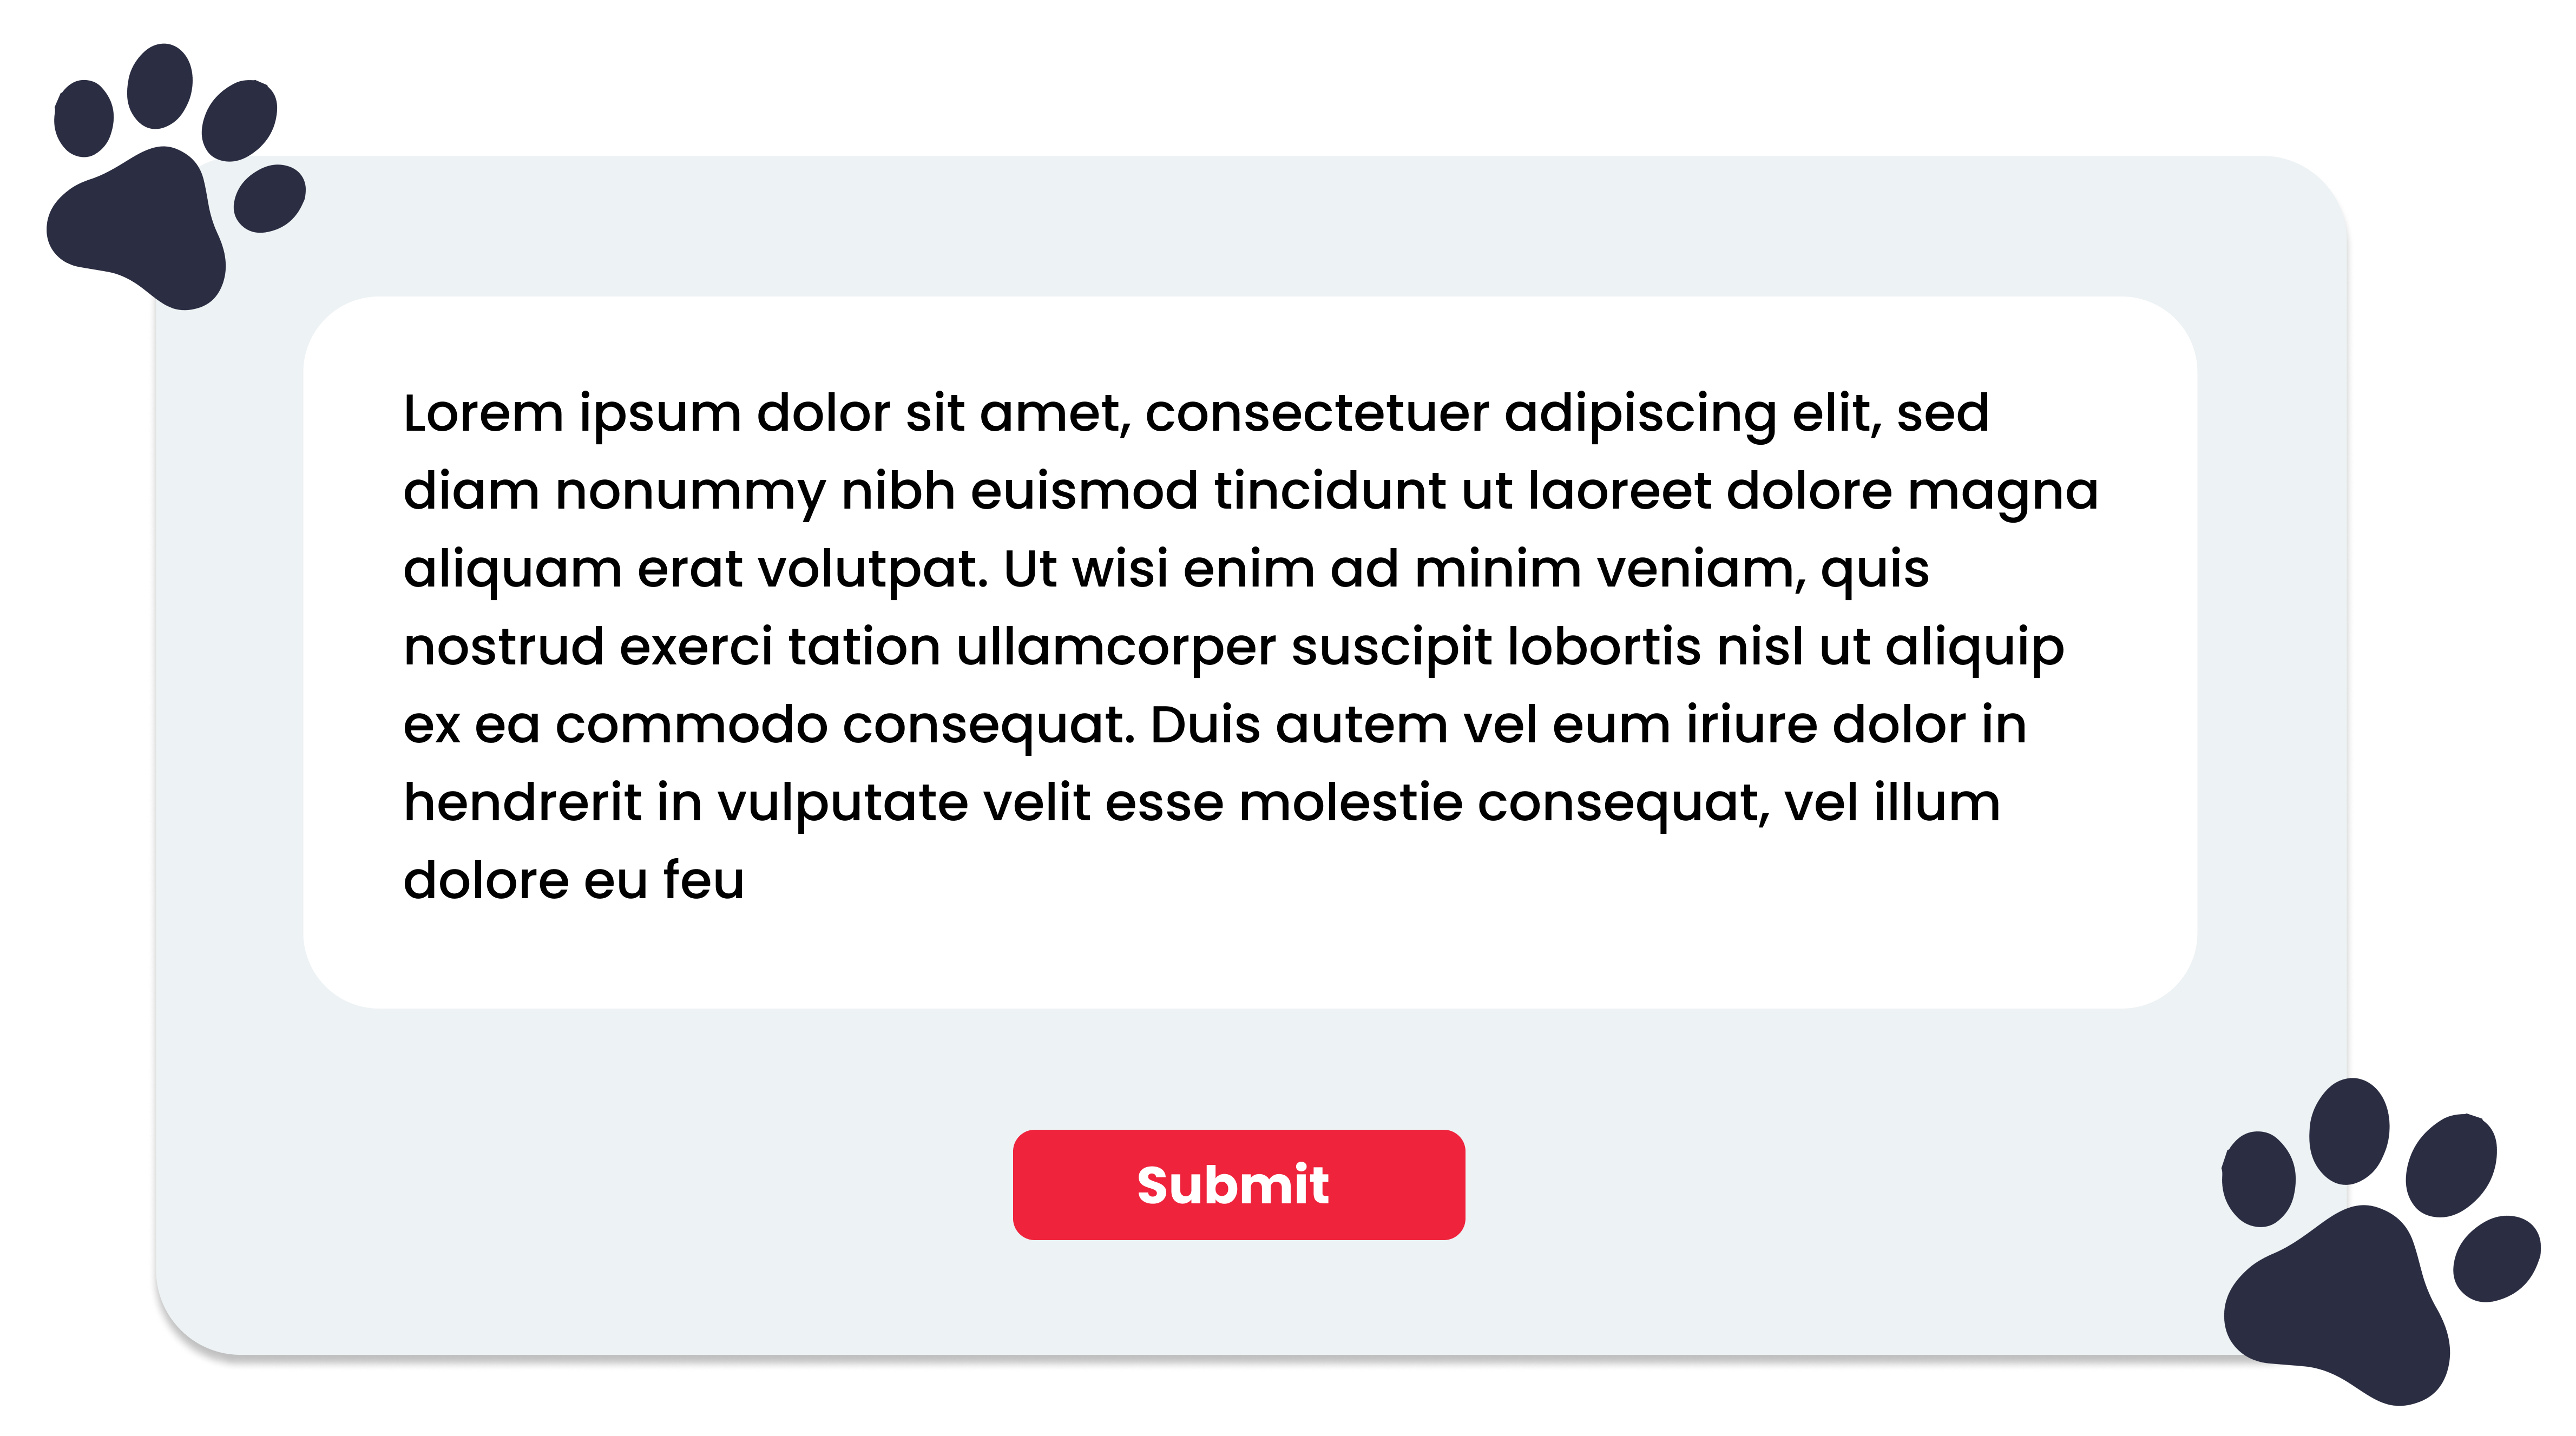 Lorem ipsum dolor sit amet, consectetuer adipiscing elit, sed
diam nonummy nibh euismod tincidunt ut laoreet dolore magna
aliquam erat volutpat. Ut wisi enim ad minim veniam, quis
nostrud exerci tation ullamcorper suscipit lobortis nisl ut aliquip
ex ea commodo consequat. Duis autem vel eum iriure dolor in
hendrerit in vulputate velit esse molestie consequat, vel illum
dolore eu feu
Submit